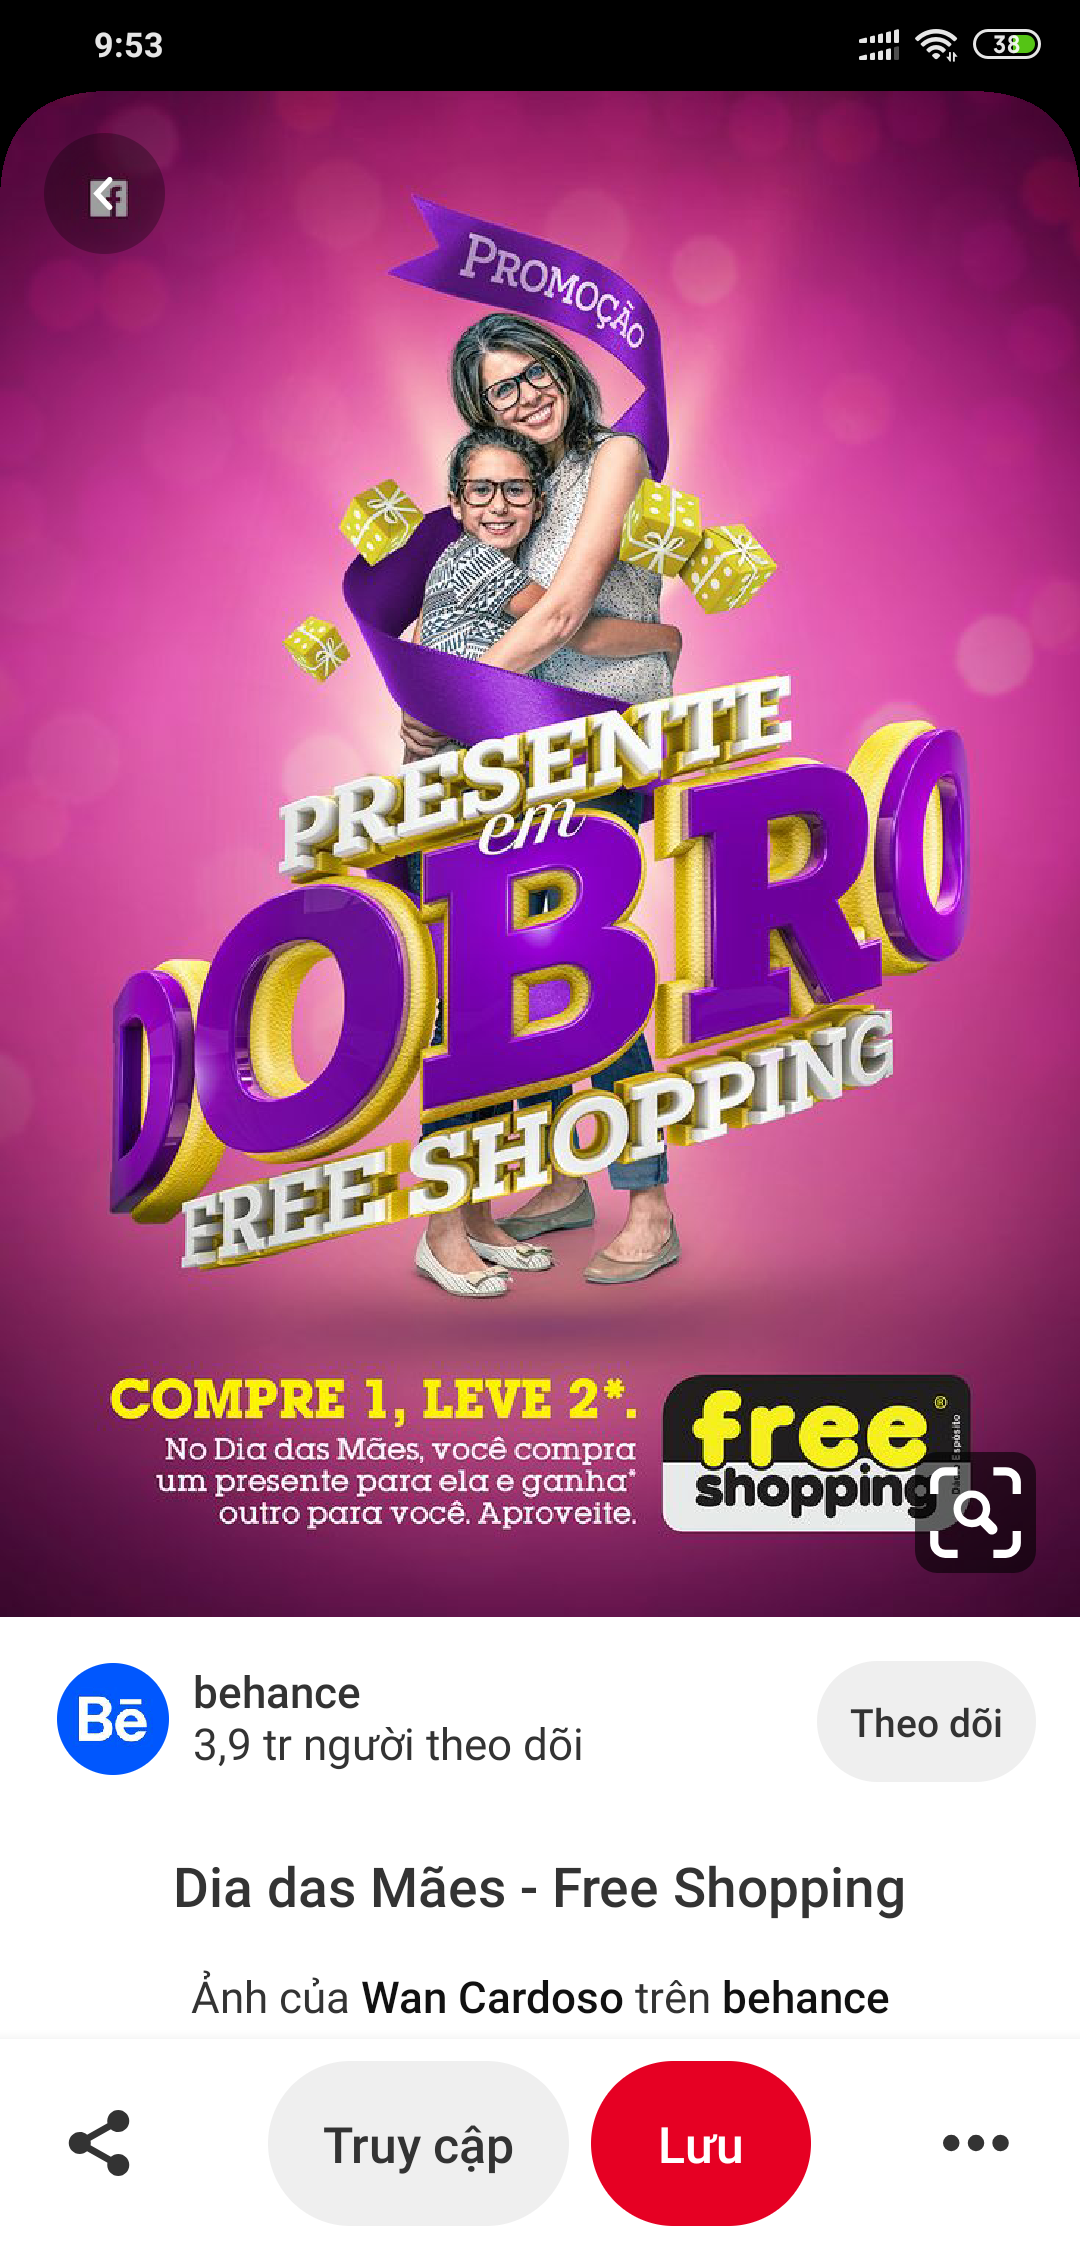 9:53
38
PROMOÇÃO
PRESENTE
em
DOBRO
FREE SHOPPING
COMPRE 1, LEVE 2*.
No Dia das Mães, você compra
um presente para ela e ganha*
outro para você. Aproveite.
free®
shopping
Bē
behance
3,9 tr người theo dõi
Theo dõi
Dia das Mães - Free Shopping
Ảnh của Wan Cardoso trên behance
Truy cập
Lưu